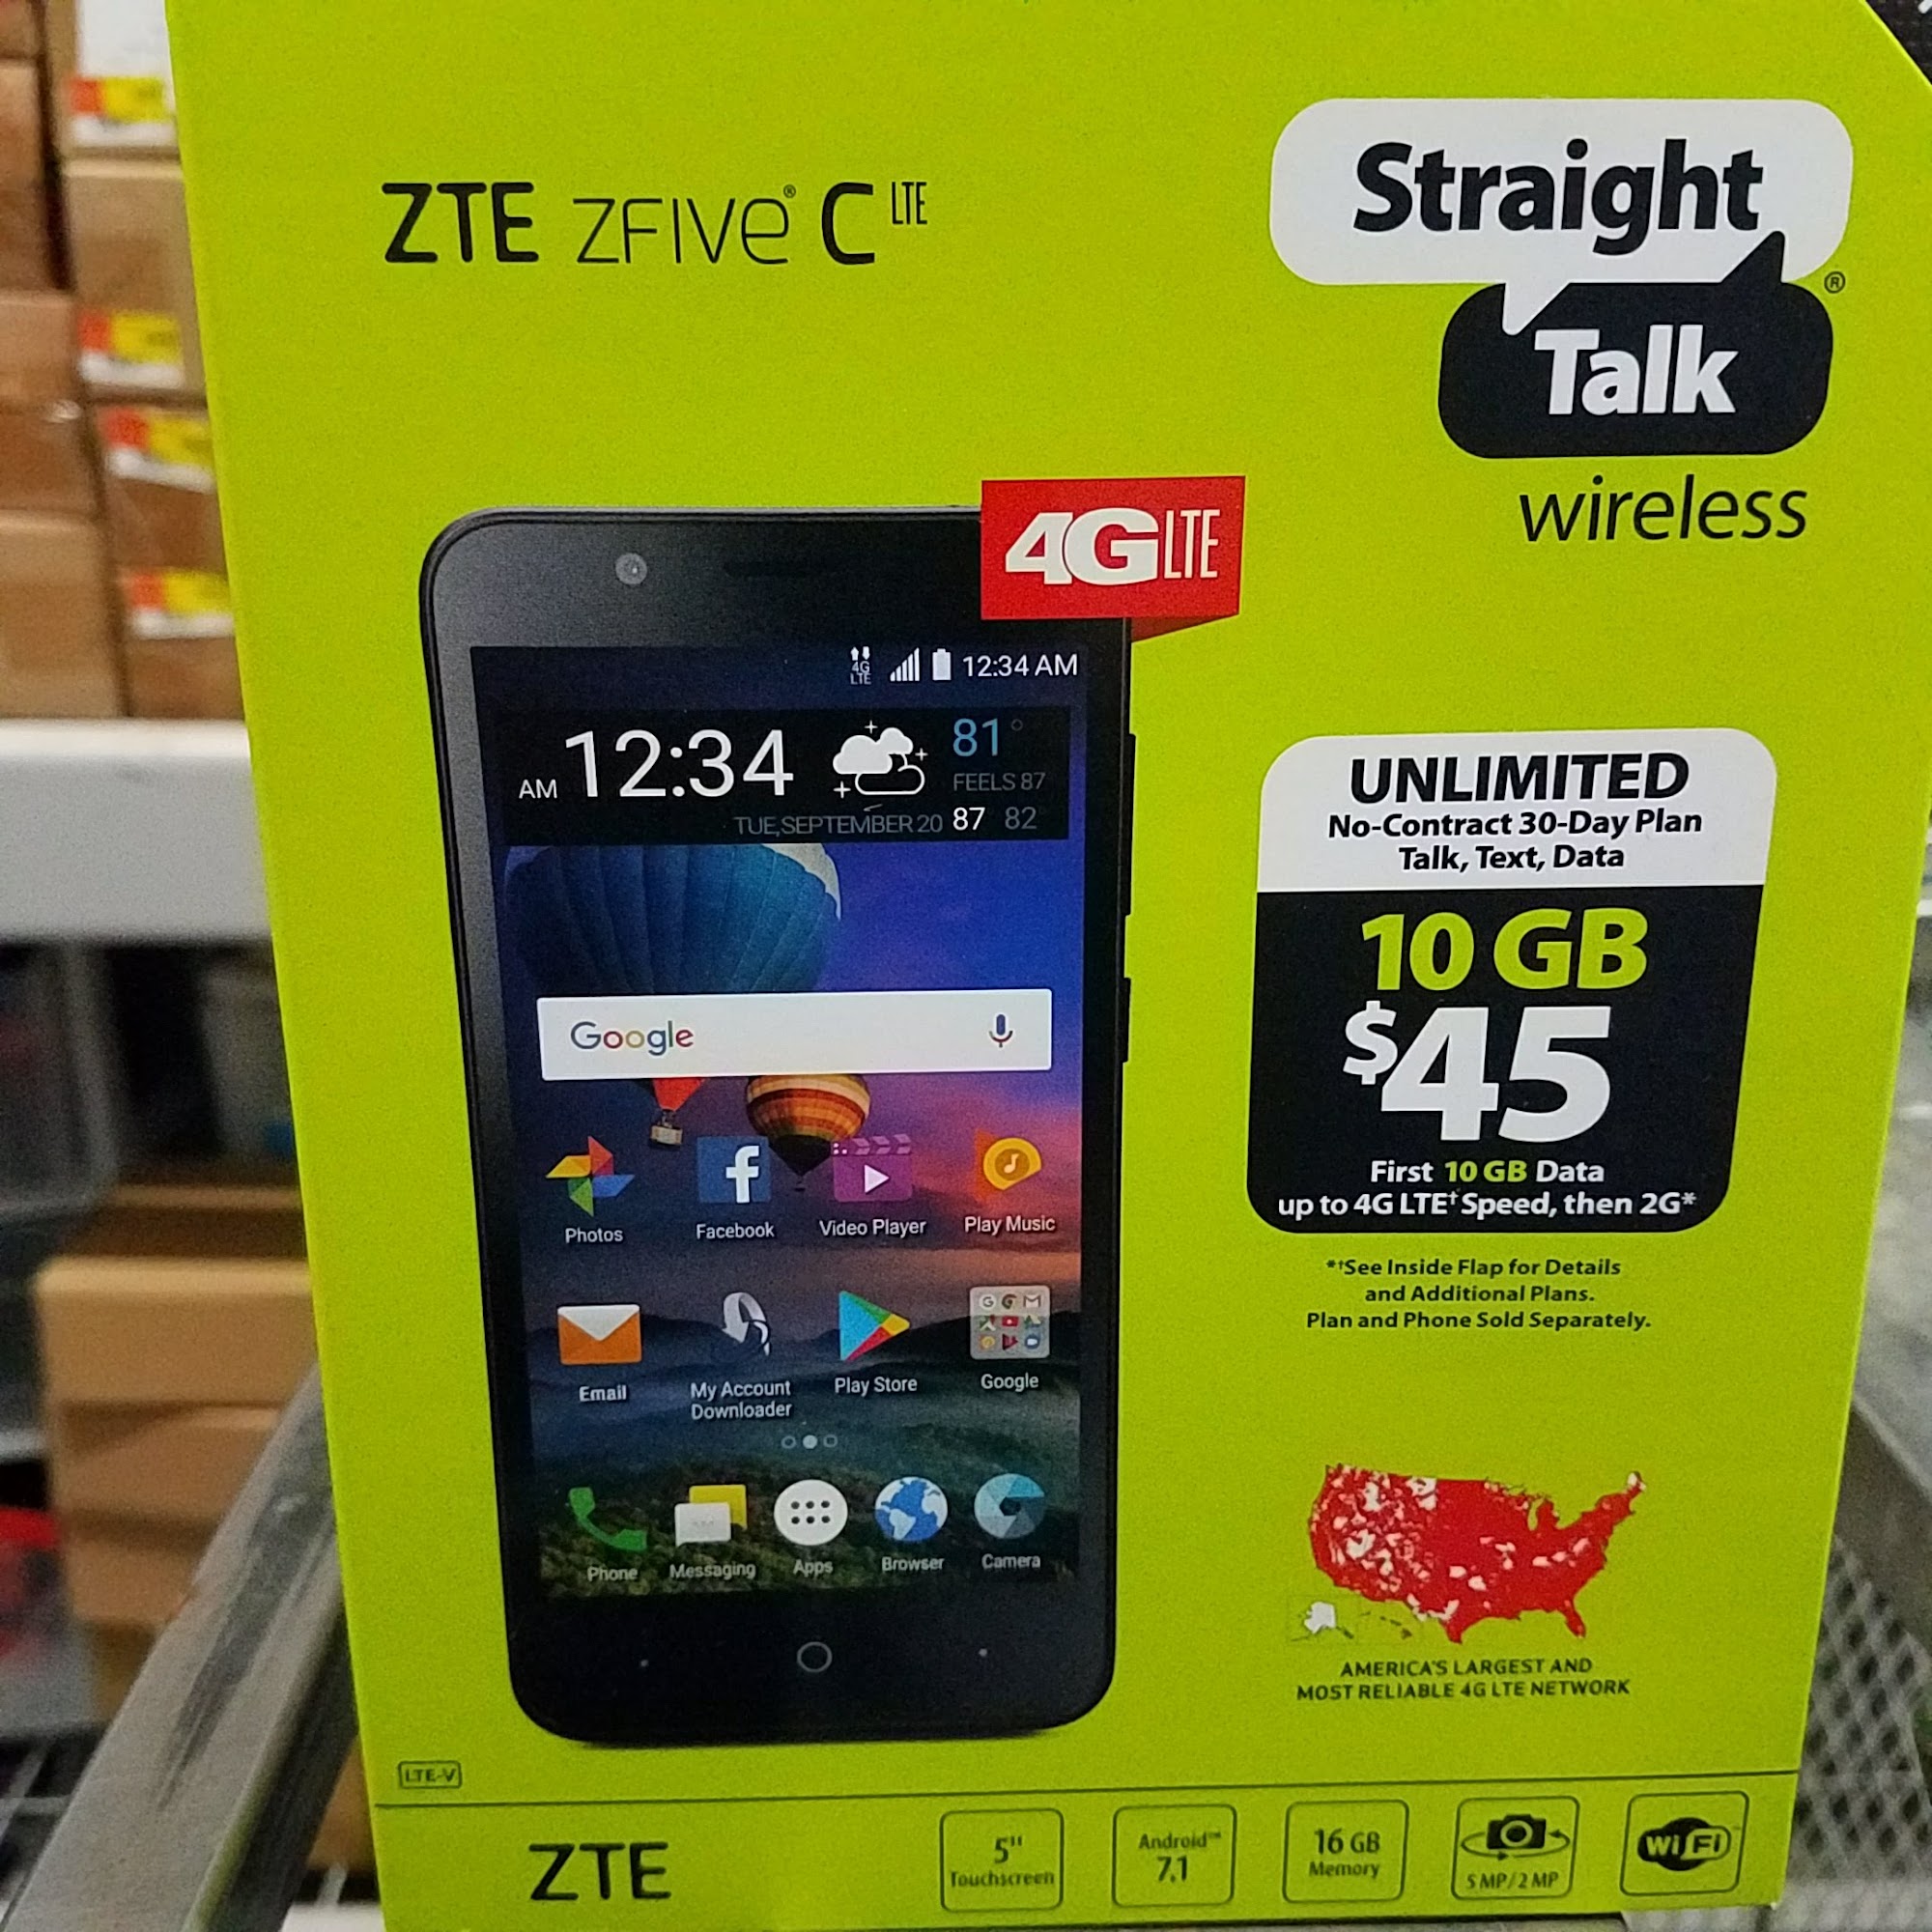 ZTE ZFIVE® C LTE
Straight
Talk®
wireless
4G LTE
4G
LTE
12:34 AM
AM 12:34
81°
FEELS 87
TUE, SEPTEMBER 20 87 82
Google
Photos
Facebook
Video Player
Play Music
Email
My Account
Downloader
Play Store
Google
Phone
Messaging
Apps
Browser
Camera
UNLIMITED
No-Contract 30-Day Plan
Talk, Text, Data
10 GB
$45
First 10 GB Data
up to 4G LTE† Speed, then 2G*
*†See Inside Flap for Details
and Additional Plans.
Plan and Phone Sold Separately.
AMERICA'S LARGEST AND
MOST RELIABLE 4G LTE NETWORK
LTE-V
ZTE
5"
Touchscreen
Android™
7.1
16 GB
Memory
5 MP/2 MP
WiFi